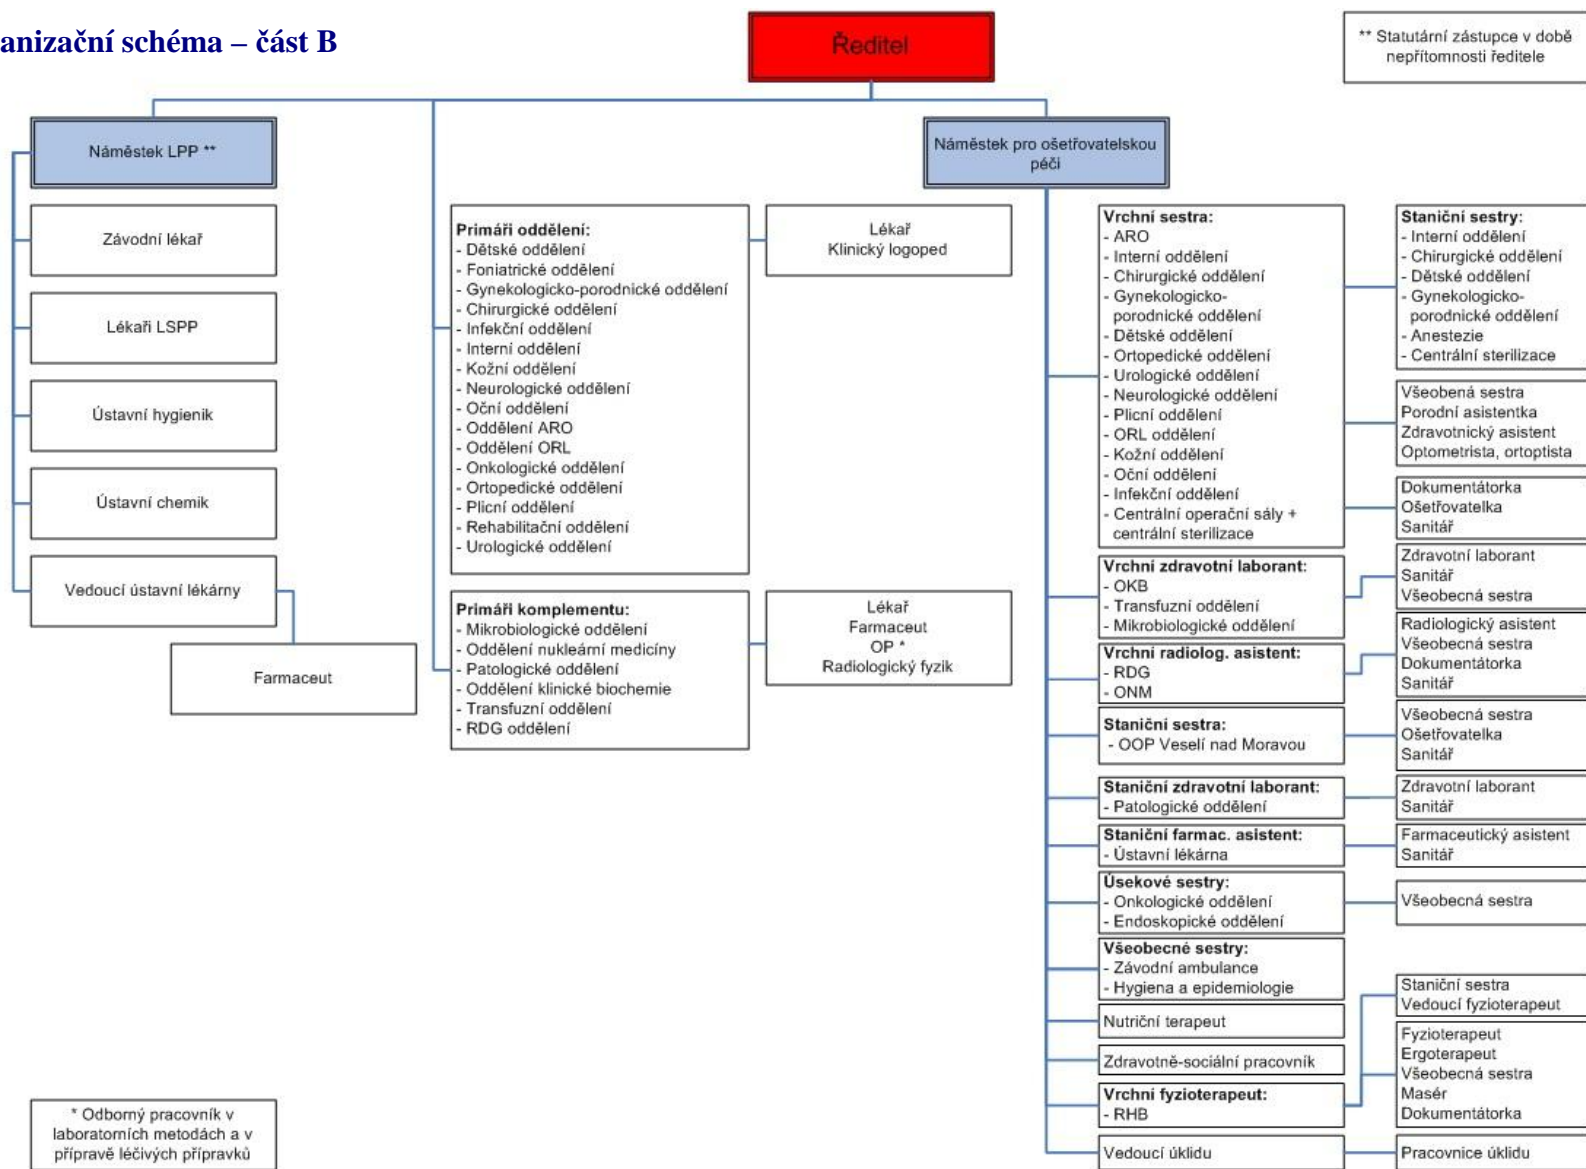 anizační schéma – část B
Ředitel
** Statutární zástupce v době
nepřítomnosti ředitele
Náměstek LPP **
Náměstek pro ošetřovatelskou
péči
Závodní lékař
Lékaři LSPP
Ústavní hygienik
Ústavní chemik
Vedoucí ústavní lékárny
Farmaceut
Primáři oddělení:
- Dětské oddělení
- Foniatrické oddělení
- Gynekologicko-porodnické oddělení
- Chirurgické oddělení
- Infekční oddělení
- Interní oddělení
- Kožní oddělení
- Neurologické oddělení
- Oční oddělení
- Oddělení ARO
- Oddělení ORL
- Onkologické oddělení
- Ortopedické oddělení
- Plicní oddělení
- Rehabilitační oddělení
- Urologické oddělení
Lékař
Klinický logoped
Primáři komplementu:
- Mikrobiologické oddělení
- Oddělení nukleární medicíny
- Patologické oddělení
- Oddělení klinické biochemie
- Transfuzní oddělení
- RDG oddělení
Lékař
Farmaceut
OP *
Radiologický fyzik
Vrchní sestra:
- ARO
- Interní oddělení
- Chirurgické oddělení
- Gynekologicko-
porodnické oddělení
- Dětské oddělení
- Ortopedické oddělení
- Urologické oddělení
- Neurologické oddělení
- Plicní oddělení
- ORL oddělení
- Kožní oddělení
- Oční oddělení
- Infekční oddělení
- Centrální operační sály +
centrální sterilizace
Staniční sestry:
- Interní oddělení
- Chirurgické oddělení
- Dětské oddělení
- Gynekologicko-
porodnické oddělení
- Anestezie
- Centrální sterilizace
Všeobená sestra
Porodní asistentka
Zdravotnický asistent
Optometrista, ortoptista
Dokumentátorka
Ošetřovatelka
Sanitář
Vrchní zdravotní laborant:
- OKB
- Transfuzní oddělení
- Mikrobiologické oddělení
Zdravotní laborant
Sanitář
Všeobecná sestra
Vrchní radiolog. asistent:
- RDG
- ONM
Radiologický asistent
Všeobecná sestra
Dokumentátorka
Sanitář
Staniční sestra:
- OOP Veselí nad Moravou
Všeobecná sestra
Ošetřovatelka
Sanitář
Staniční zdravotní laborant:
- Patologické oddělení
Zdravotní laborant
Sanitář
Staniční farmac. asistent:
- Ústavní lékárna
Farmaceutický asistent
Sanitář
Úsekové sestry:
- Onkologické oddělení
- Endoskopické oddělení
Všeobecná sestra
Všeobecné sestry:
- Závodní ambulance
- Hygiena a epidemiologie
Nutriční terapeut
Zdravotně-sociální pracovník
Vrchní fyzioterapeut:
- RHB
Staniční sestra
Vedoucí fyzioterapeut
Fyzioterapeut
Ergoterapeut
Všeobecná sestra
Masér
Dokumentátorka
Vedoucí úklidu
Pracovnice úklidu
* Odborný pracovník v
laboratorních metodách a v
přípravě léčivých přípravků